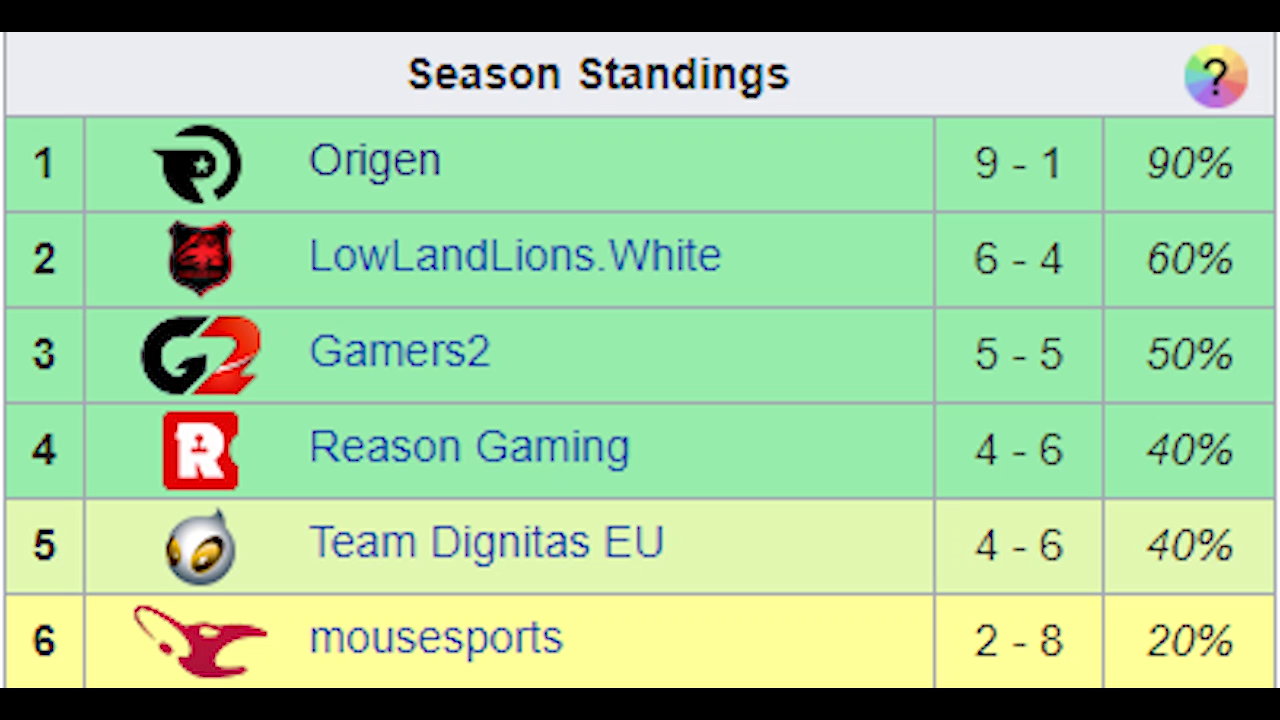 Season Standings ?
1 Origen 9 - 1 90%
2 LowLandLions.White 6 - 4 60%
3 G2 Gamers2 5 - 5 50%
4 R Reason Gaming 4 - 6 40%
5 Team Dignitas EU 4 - 6 40%
6 mousesports 2 - 8 20%